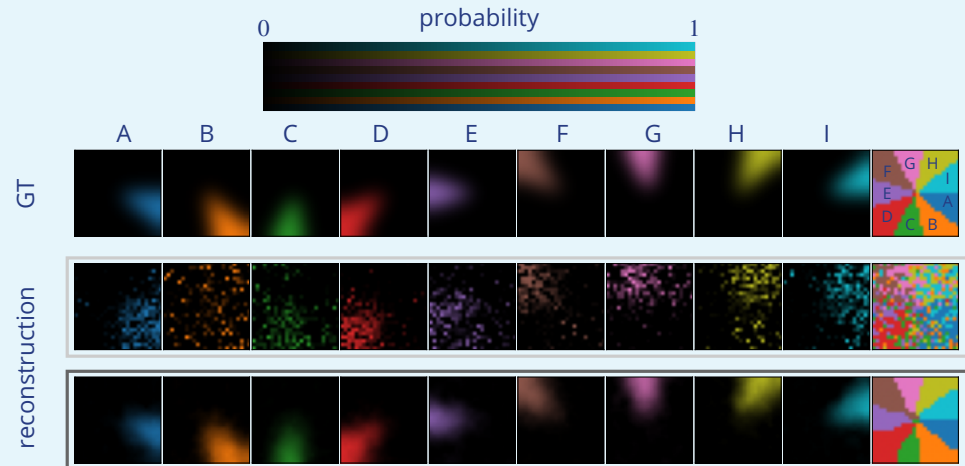 probability
0 1
A B C D E F G H I
GT
G H
F I
E A
D C B
reconstruction